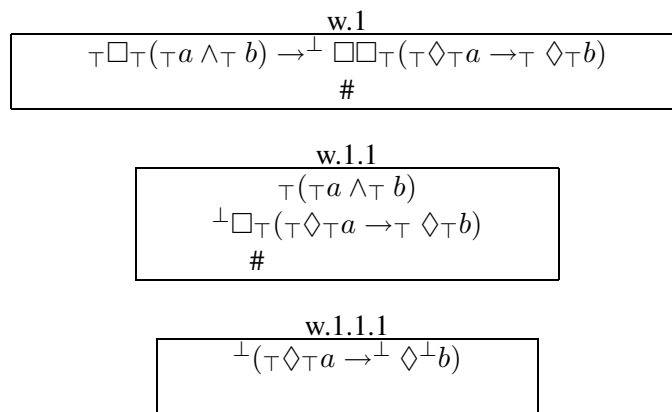 w.1
⊤□⊤(⊤a ∧⊤ b) →⊥ □□⊤(⊤◇⊤a →⊤ ◇⊤b)
#
w.1.1
⊤(⊤a ∧⊤ b)
⊥□⊤(⊤◇⊤a →⊤ ◇⊤b)
#
w.1.1.1
⊥(⊤◇⊤a →⊥ ◇⊥b)